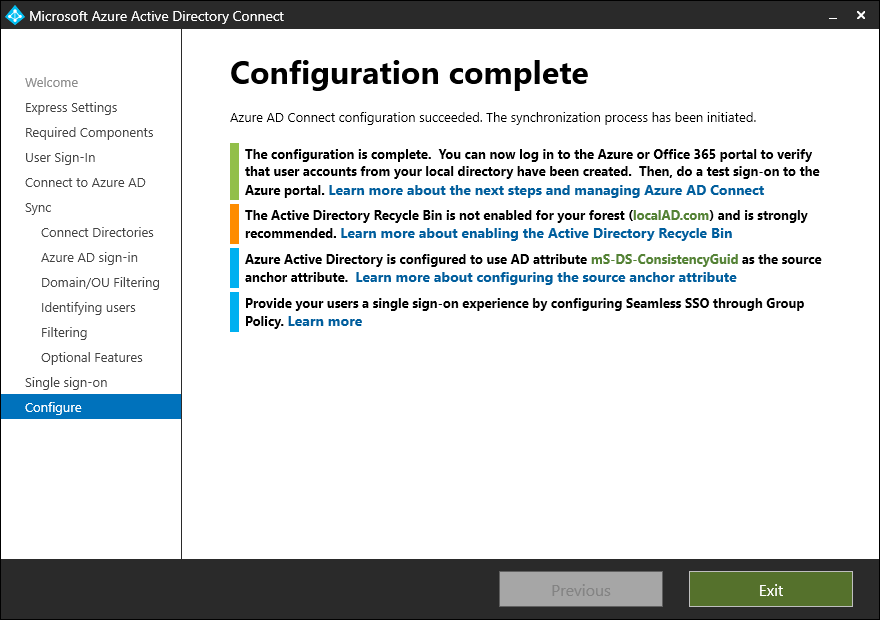 Microsoft Azure Active Directory Connect
Welcome
Express Settings
Required Components
User Sign-In
Connect to Azure AD
Sync
Connect Directories
Azure AD sign-in
Domain/OU Filtering
Identifying users
Filtering
Optional Features
Single sign-on
Configure
Configuration complete
Azure AD Connect configuration succeeded. The synchronization process has been initiated.
The configuration is complete.  You can now log in to the Azure or Office 365 portal to verify
that user accounts from your local directory have been created.  Then, do a test sign-on to the
Azure portal. Learn more about the next steps and managing Azure AD Connect
The Active Directory Recycle Bin is not enabled for your forest (localAD.com) and is strongly
recommended. Learn more about enabling the Active Directory Recycle Bin
Azure Active Directory is configured to use AD attribute mS-DS-ConsistencyGuid as the source
anchor attribute.  Learn more about configuring the source anchor attribute
Provide your users a single sign-on experience by configuring Seamless SSO through Group
Policy. Learn more
Previous
Exit